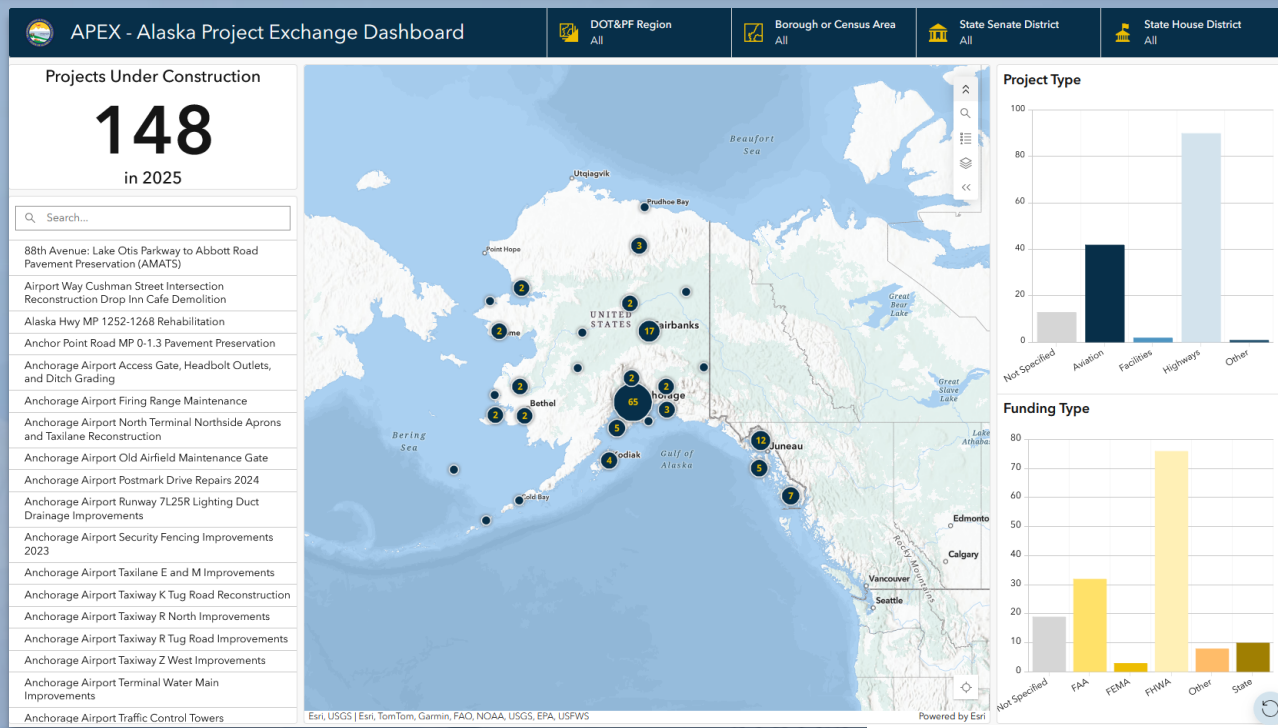 APEX - Alaska Project Exchange Dashboard
DOT&PF Region
All
Borough or Census Area
All
State Senate District
All
State House District
All
Projects Under Construction
148
in 2025
Search...
88th Avenue: Lake Otis Parkway to Abbott Road
Pavement Preservation (AMATS)
Airport Way Cushman Street Intersection
Reconstruction Drop Inn Cafe Demolition
Alaska Hwy MP 1252-1268 Rehabilitation
Anchor Point Road MP 0-1.3 Pavement Preservation
Anchorage Airport Access Gate, Headbolt Outlets,
and Ditch Grading
Anchorage Airport Firing Range Maintenance
Anchorage Airport North Terminal Northside Aprons
and Taxilane Reconstruction
Anchorage Airport Old Airfield Maintenance Gate
Anchorage Airport Postmark Drive Repairs 2024
Anchorage Airport Runway 7L25R Lighting Duct
Drainage Improvements
Anchorage Airport Security Fencing Improvements
2023
Anchorage Airport Taxilane E and M Improvements
Anchorage Airport Taxiway K Tug Road Reconstruction
Anchorage Airport Taxiway R North Improvements
Anchorage Airport Taxiway R Tug Road Improvements
Anchorage Airport Taxiway Z West Improvements
Anchorage Airport Terminal Water Main
Improvements
Anchorage Airport Traffic Control Towers
Beaufort
Sea
Utqiagvik
Prudhoe Bay
Point Hope
3
2
2
UNITED
STATES
17
airbanks
2
me
Great
Bear
Lake
2
2
2
Bethel
65
horage
3
2
2
5
Great
Slave
Lake
Bering
Sea
4
odiak
Gulf of
Alaska
12
Juneau
5
Lake
Athabas
7
Cold Bay
Edmonto
Calgary
Rocky Mountains
Vancouver
Seattle
Esri, USGS | Esri, TomTom, Garmin, FAO, NOAA, USGS, EPA, USFWS
Powered by Esri
Project Type
100
80
60
40
20
0
Not Specified
Aviation
Facilities
Highways
Other
Funding Type
80
70
60
50
40
30
20
10
0
Not Specified
FAA
FEMA
FHWA
Other
State